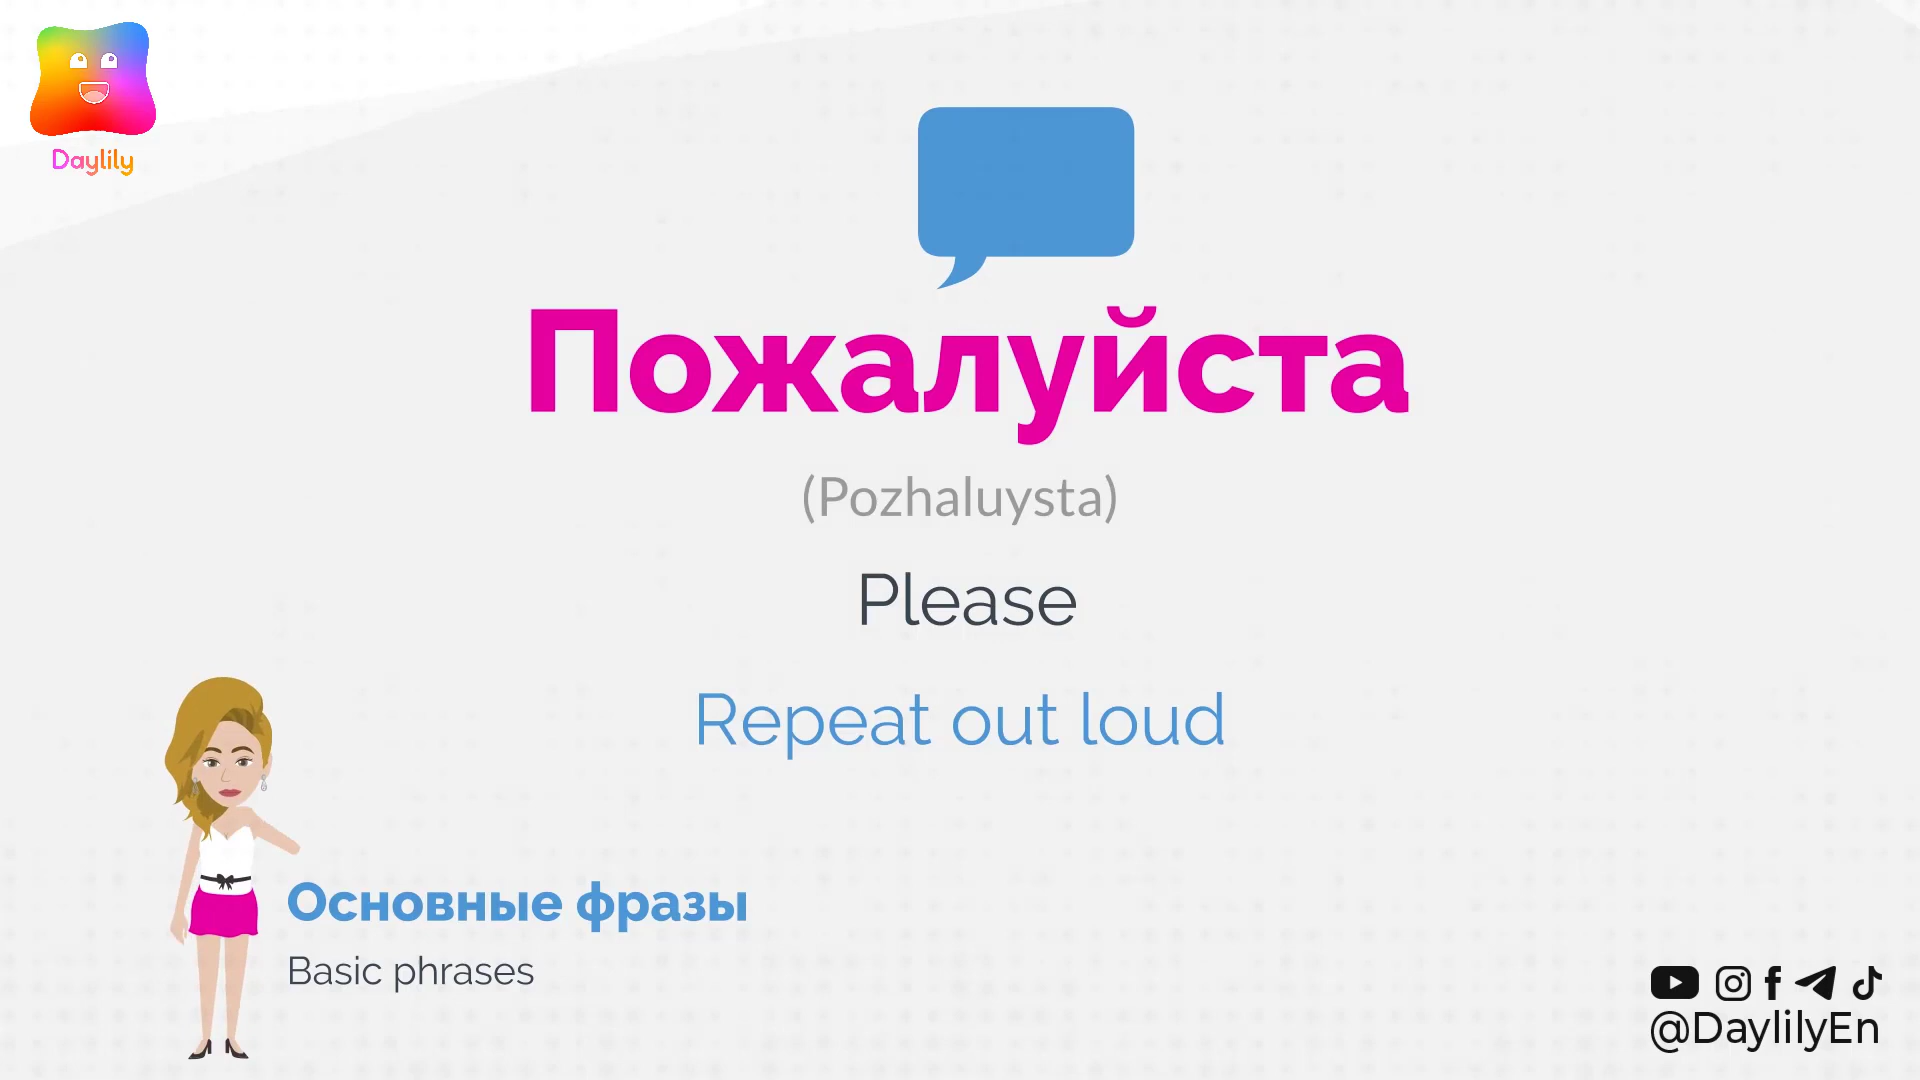 Daylily
Пожалуйста
(Pozhaluysta)
Please
Repeat out loud
Основные фразы
Basic phrases
@DaylilyEn